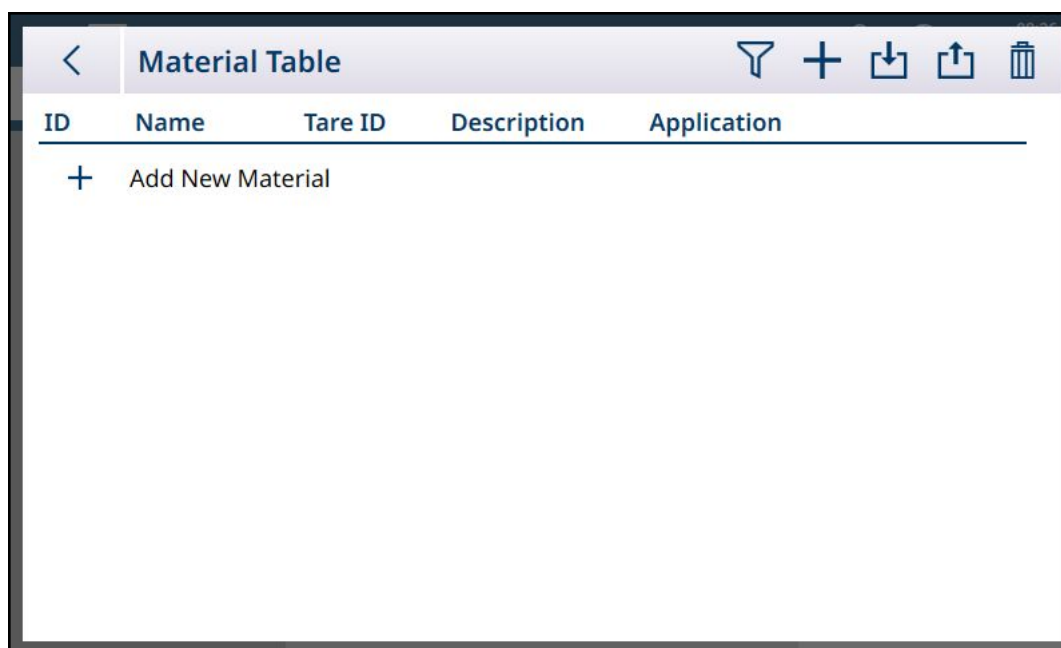 Material Table
ID Name Tare ID Description Application
Add New Material